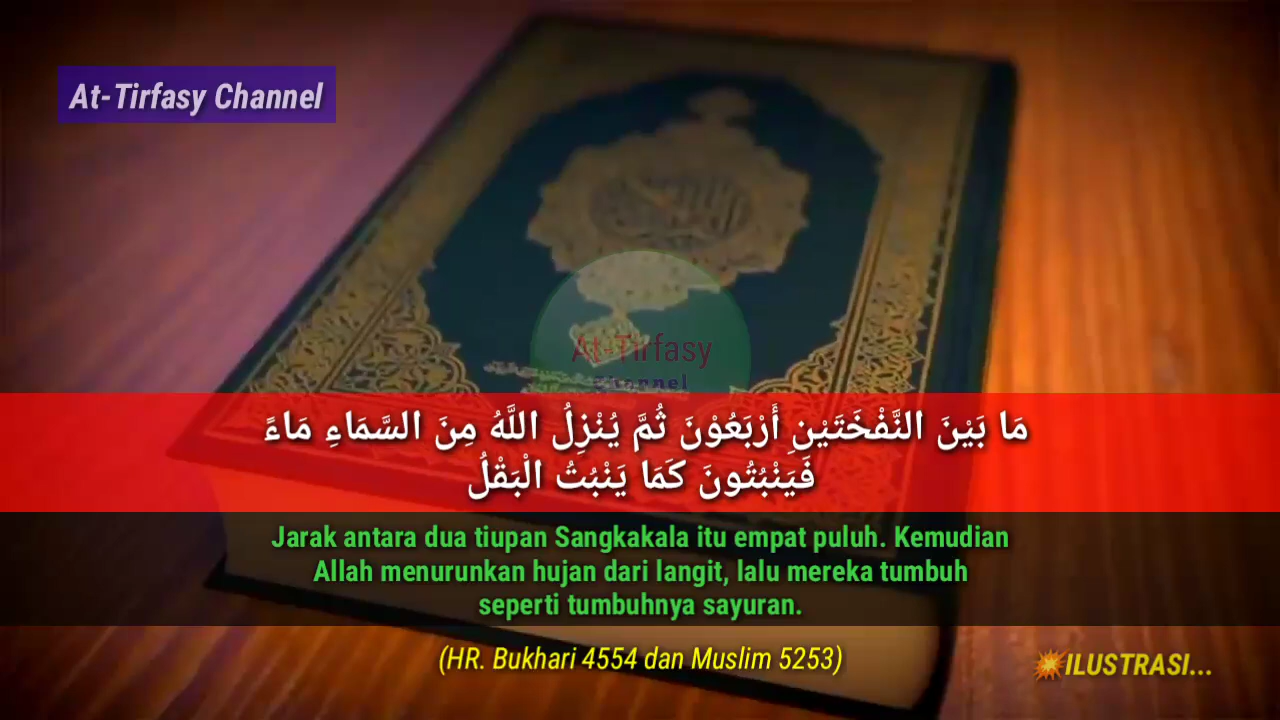 At-Tirfasy Channel
At-Tirfasy
channel
مَا بَيْنَ النَّفْخَتَيْنِ أَرْبَعُوْنَ ثُمَّ يُنْزِلُ اللَّهُ مِنَ السَّمَاءِ مَاءً
فَيَنْبُتُونَ كَمَا يَنْبُتُ الْبَقْلُ
Jarak antara dua tiupan Sangkakala itu empat puluh. Kemudian
Allah menurunkan hujan dari langit, lalu mereka tumbuh
seperti tumbuhnya sayuran.
(HR. Bukhari 4554 dan Muslim 5253)
ILUSTRASI...